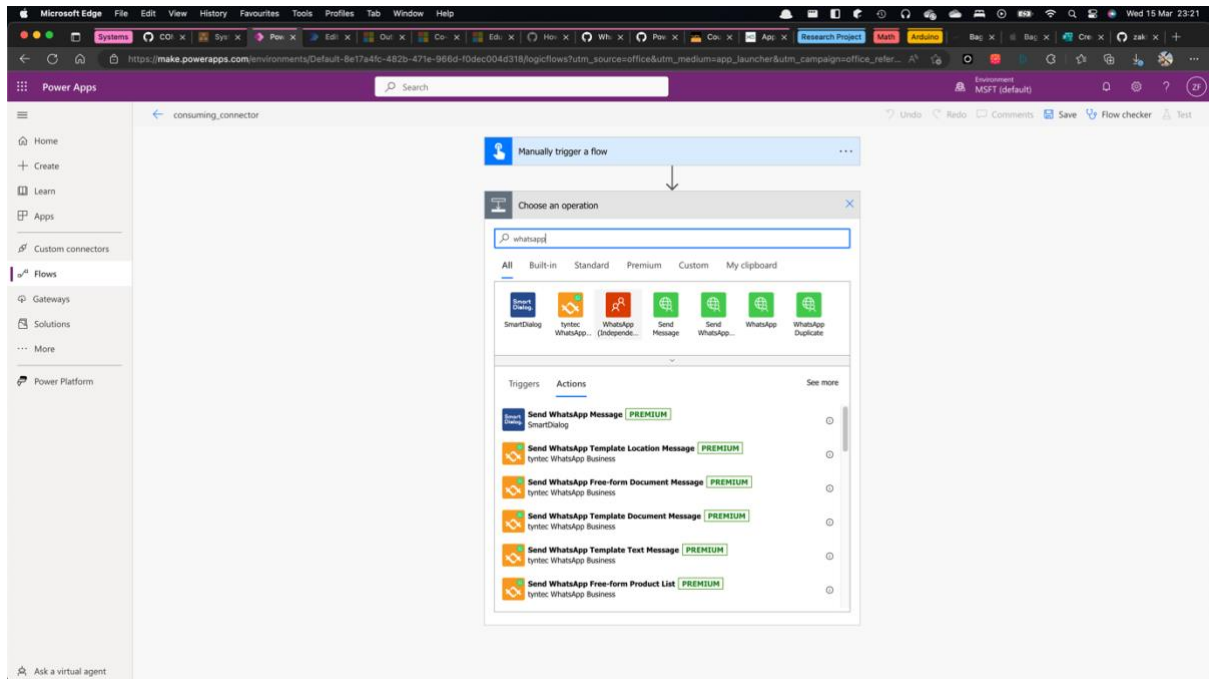 Microsoft Edge File Edit View History Favourites Tools Profiles Tab Window Help Wed 15 Mar 23:21
Systems Research Project Math Arduino
https://make.powerapps.com/environments/Default-8e17a4fc-482b-471e-966d-f0dec004d318/logicflows?utm_source=office&utm_medium=app_launcher&utm_campaign=office_refer...
Power Apps
Search
Environment
MSFT (default)
ZF
consuming_connector
Undo Redo Comments Save Flow checker Test
Home
Create
Learn
Apps
Custom connectors
Flows
Gateways
Solutions
More
Power Platform
Ask a virtual agent
Manually trigger a flow
Choose an operation
whatsapp
All Built-in Standard Premium Custom My clipboard
Smart Dialog.
SmartDialog
tyntec WhatsApp...
WhatsApp (Independe...
Send Message
Send WhatsApp...
WhatsApp
WhatsApp Duplicate
Triggers Actions See more
Send WhatsApp Message PREMIUM
SmartDialog
Send WhatsApp Template Location Message PREMIUM
tyntec WhatsApp Business
Send WhatsApp Free-form Document Message PREMIUM
tyntec WhatsApp Business
Send WhatsApp Template Document Message PREMIUM
tyntec WhatsApp Business
Send WhatsApp Template Text Message PREMIUM
tyntec WhatsApp Business
Send WhatsApp Free-form Product List PREMIUM
tyntec WhatsApp Business